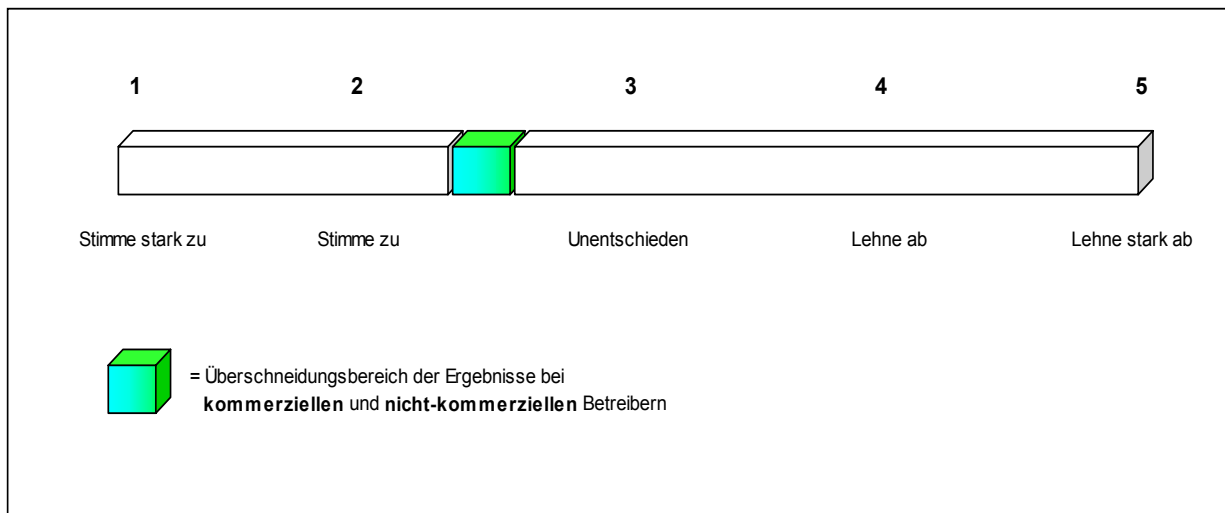 1 2 3 4 5
Stimme stark zu Stimme zu Unentschieden Lehne ab Lehne stark ab
= Überschneidungsbereich der Ergebnisse bei
kommerziellen und nicht-kommerziellen Betreibern